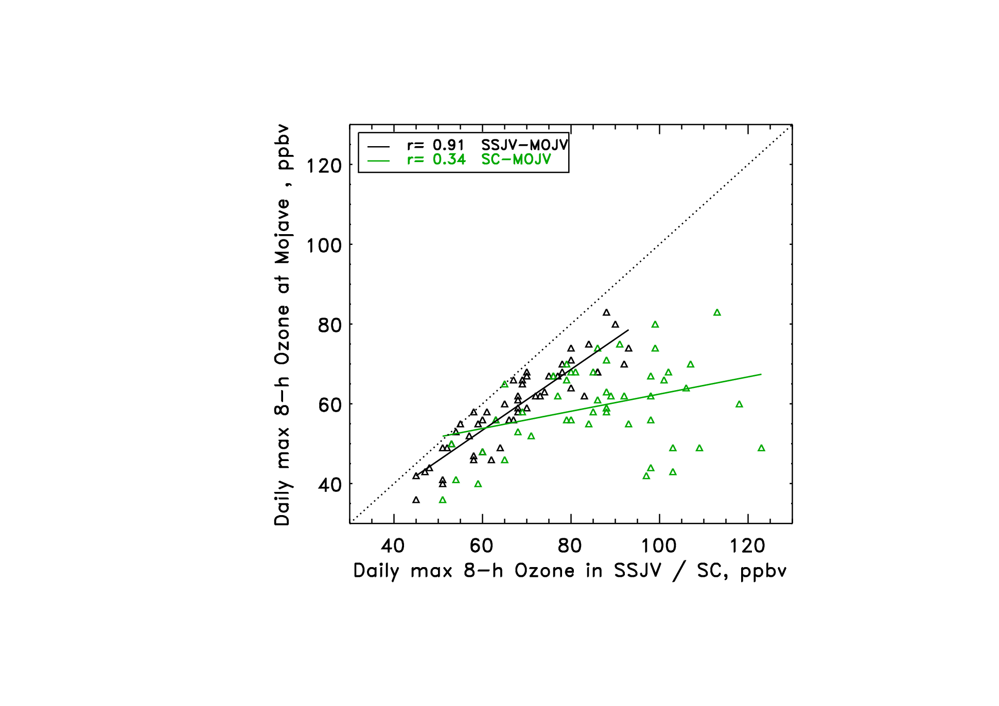 r= 0.91 SSJV-MOJV
r= 0.34 SC-MOJV
Daily max 8-h Ozone at Mojave , ppbv
120
100
80
60
40
40 60 80 100 120
Daily max 8-h Ozone in SSJV / SC, ppbv